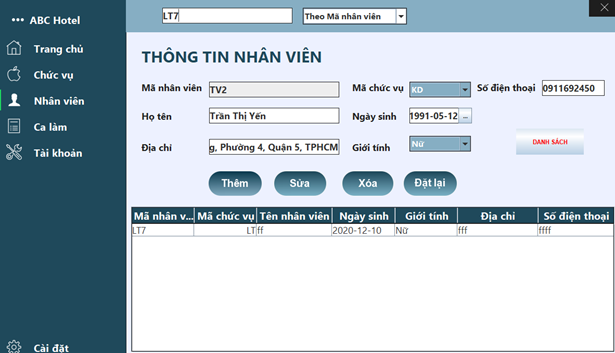 ABC Hotel
LT7
Theo Mã nhân viên
Trang chủ
Chức vụ
Nhân viên
Ca làm
Tài khoản
Cài đặt
THÔNG TIN NHÂN VIÊN
Mã nhân viên TV2 Mã chức vụ KD Số điện thoại 0911692450
Họ tên Trần Thị Yến Ngày sinh 1991-05-12 ...
Địa chỉ g, Phường 4, Quận 5, TPHCM Giới tính Nữ DANH SÁCH
Thêm Sửa Xóa Đặt lại
Mã nhân v... Mã chức vụ Tên nhân viên Ngày sinh Giới tính Địa chỉ Số điện thoại
LT7 LT ff 2020-12-10 Nữ fff ffff